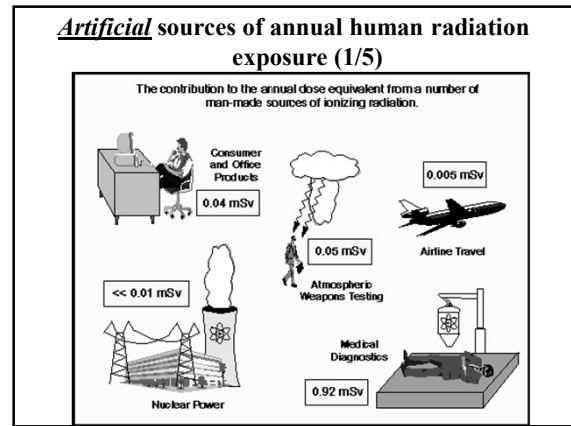 Artificial sources of annual human radiation
exposure (1/5)
The contribution to the annual dose equivalent from a number of
man-made sources of ionizing radiation.
Consumer
and Office
Products
0.04 mSv
0.05 mSv
Atmospheric
Weapons Testing
0.005 mSv
Airline Travel
<< 0.01 mSv
Nuclear Power
Medical
Diagnostics
0.92 mSv